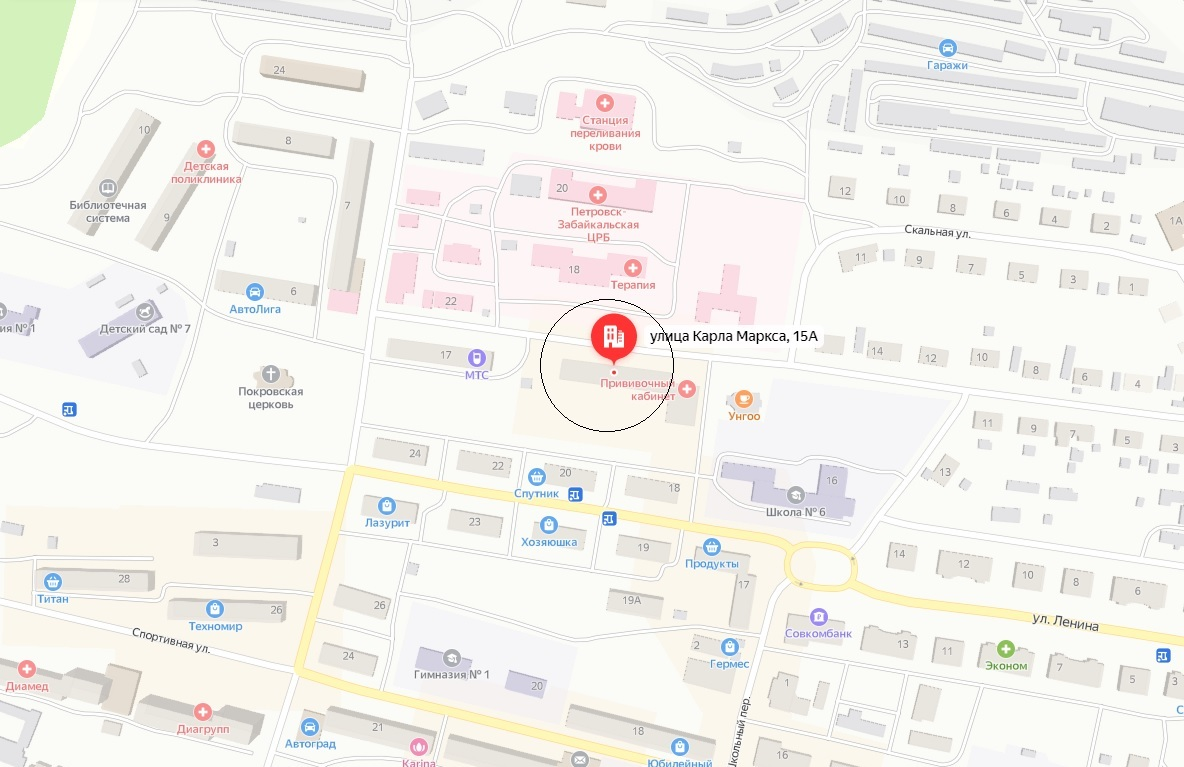 Гаражи
24
Станция
переливания
крови
10
8
Детская
поликлиника
Библиотечная
система
9
7
20
Петровск-
Забайкальская
ЦРБ
12
10
8
6
4
2
1А
Скальная ул.
18
Терапия
11
9
7
5
3
1
6
АвтоЛига
22
ия № 1
Детский сад № 7
улица Карла Маркса, 15А
17
МТС
14
12
10
8
6
4
Прививочный
кабинет
Покровская
церковь
Унгоо
11
9
7
5
3
24
22
20
Спутник
18
13
16
Школа № 6
Лазурит
23
Хозяюшка
19
3
Продукты
17
14
12
10
8
6
28
Титан
26
Техномир
26
19А
ул. Ленина
2
Спортивная ул.
Совкомбанк
13
11
Эконом
7
5
3
24
Гимназия № 1
20
2
Гермес
Диамед
1
Школьный пер.
Диагрупп
21
Автоград
Karina
18
Юбилейный
16
С